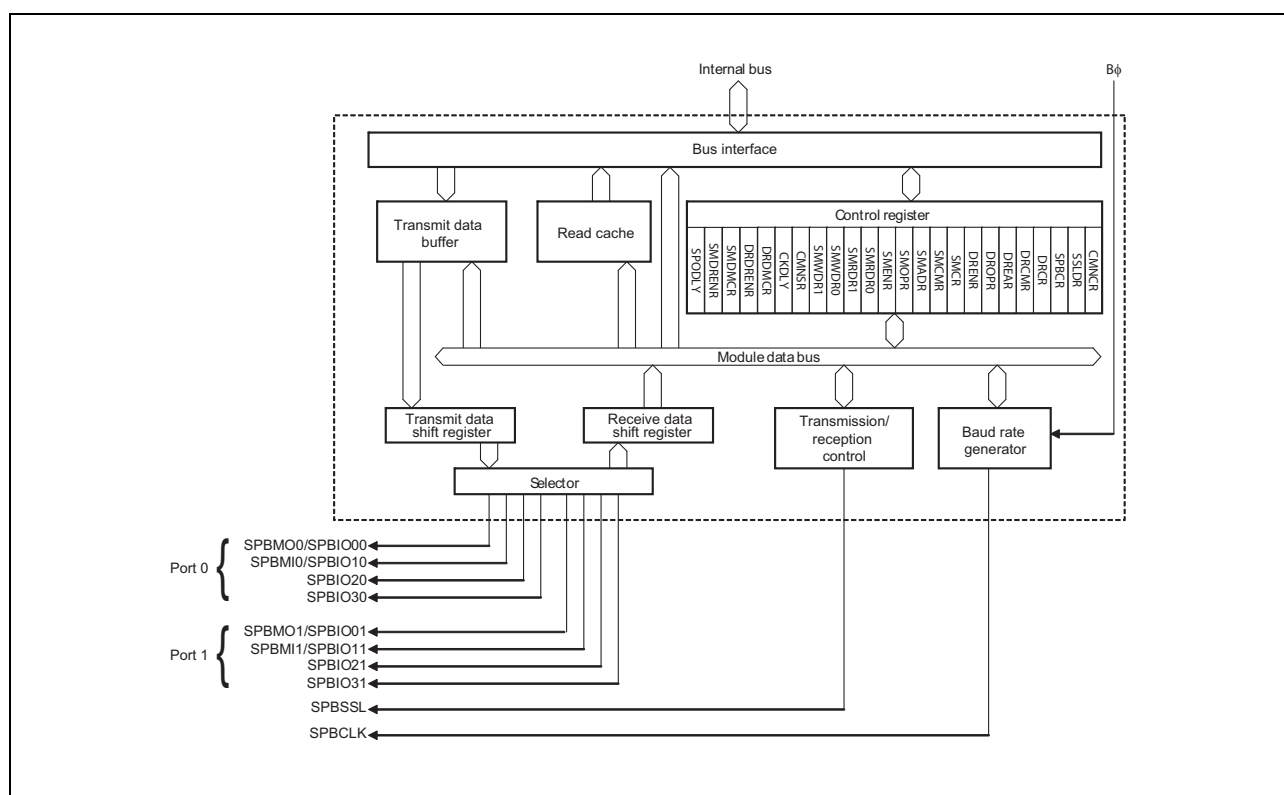 Internal bus
Bϕ
Bus interface
Transmit data
buffer
Read cache
Control register
SPODLY
SMDRENR
SMDMCR
DRDRENR
DRDMCR
CKDLY
CMNSR
SMWDR1
SMWDR0
SMRDR1
SMRDR0
SMENR
SMOPR
SMADR
SMCMR
SMCR
DRENR
DROPR
DREAR
DRCMR
DRCR
SPBCR
SSLDR
CMNCR
Module data bus
Transmit data
shift register
Receive data
shift register
Transmission/
reception
control
Baud rate
generator
Selector
Port 0
SPBMO0/SPBIO00
SPBMI0/SPBIO10
SPBIO20
SPBIO30
Port 1
SPBMO1/SPBIO01
SPBMI1/SPBIO11
SPBIO21
SPBIO31
SPBSSL
SPBCLK